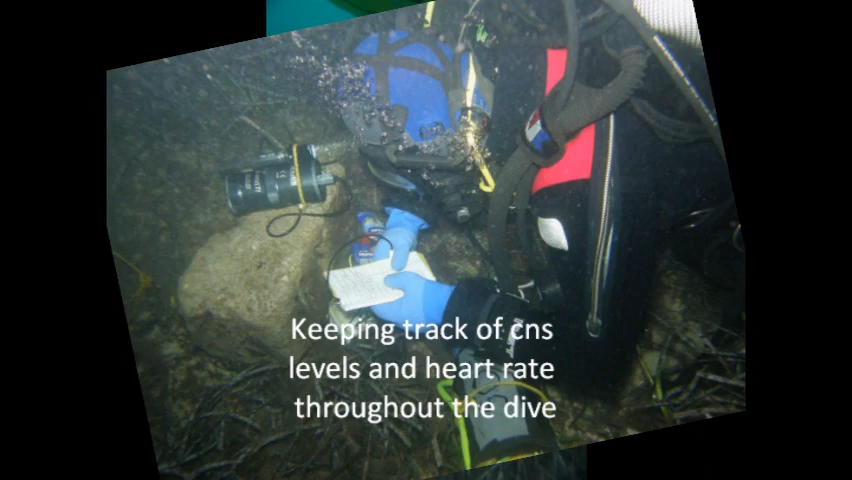 Keeping track of cns
levels and heart rate
throughout the dive